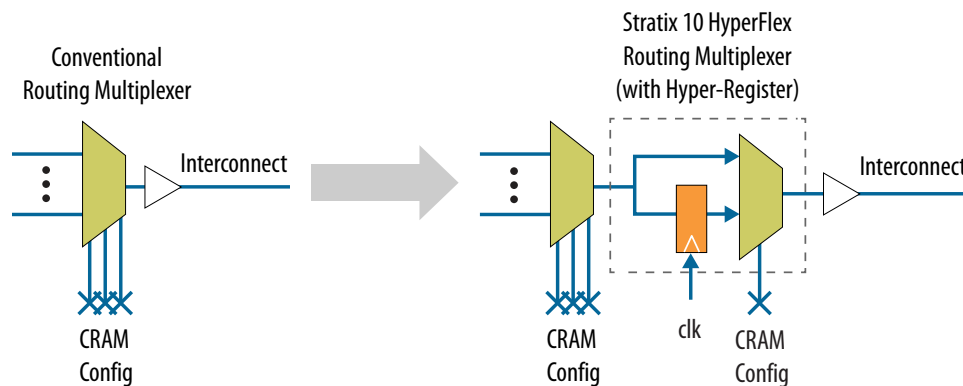 Conventional
Routing Multiplexer
Interconnect
CRAM
Config
Stratix 10 HyperFlex
Routing Multiplexer
(with Hyper-Register)
Interconnect
CRAM
Config
clk
CRAM
Config